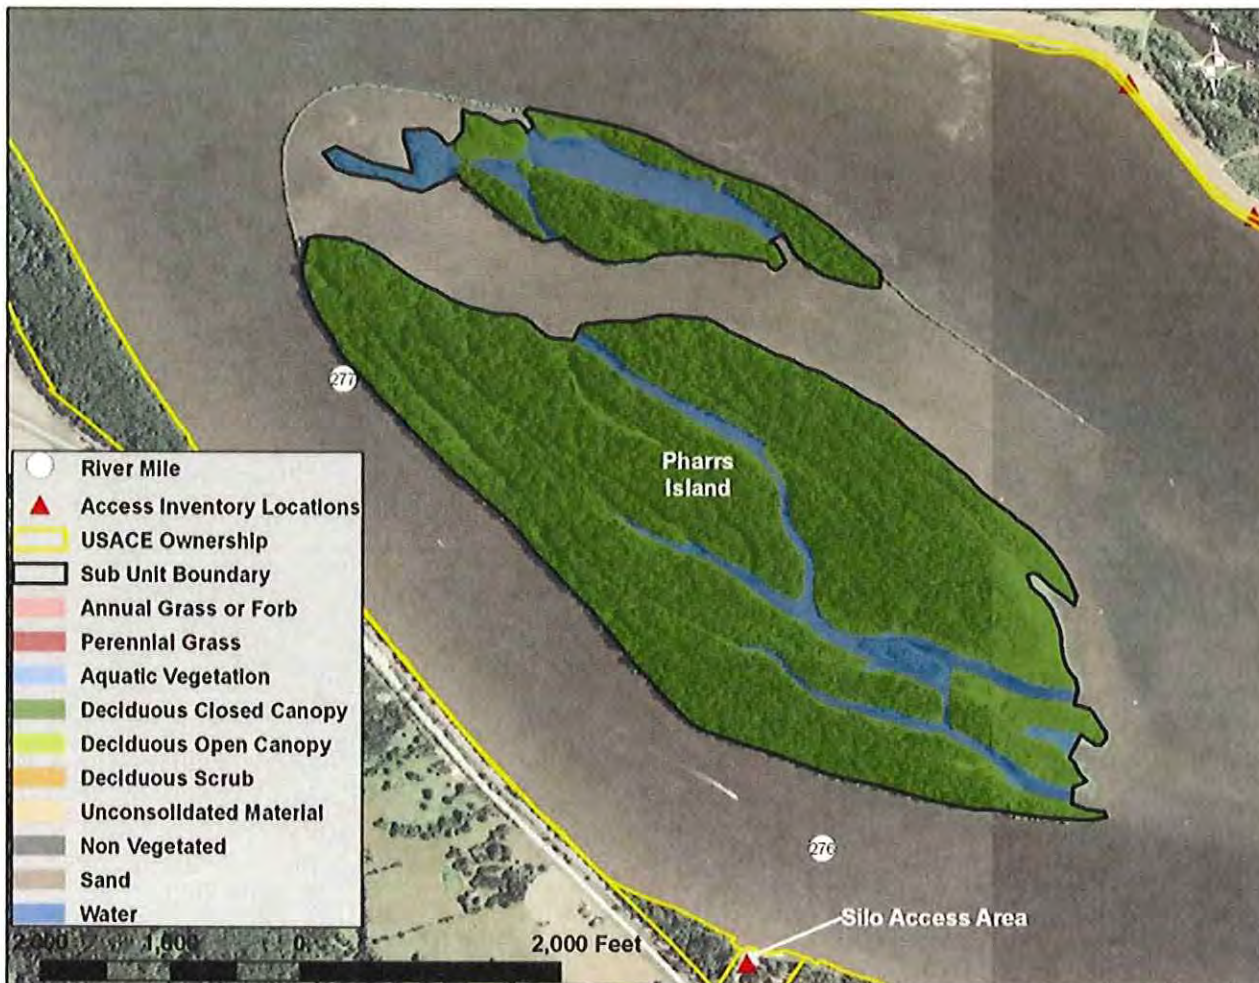 N
277
Pharrs
Island
River Mile
Access Inventory Locations
USACE Ownership
Sub Unit Boundary
Annual Grass or Forb
Perennial Grass
Aquatic Vegetation
Deciduous Closed Canopy
Deciduous Open Canopy
Deciduous Scrub
Unconsolidated Material
Non Vegetated
Sand
Water
276
Silo Access Area
2,000 1,000 0 2,000 Feet